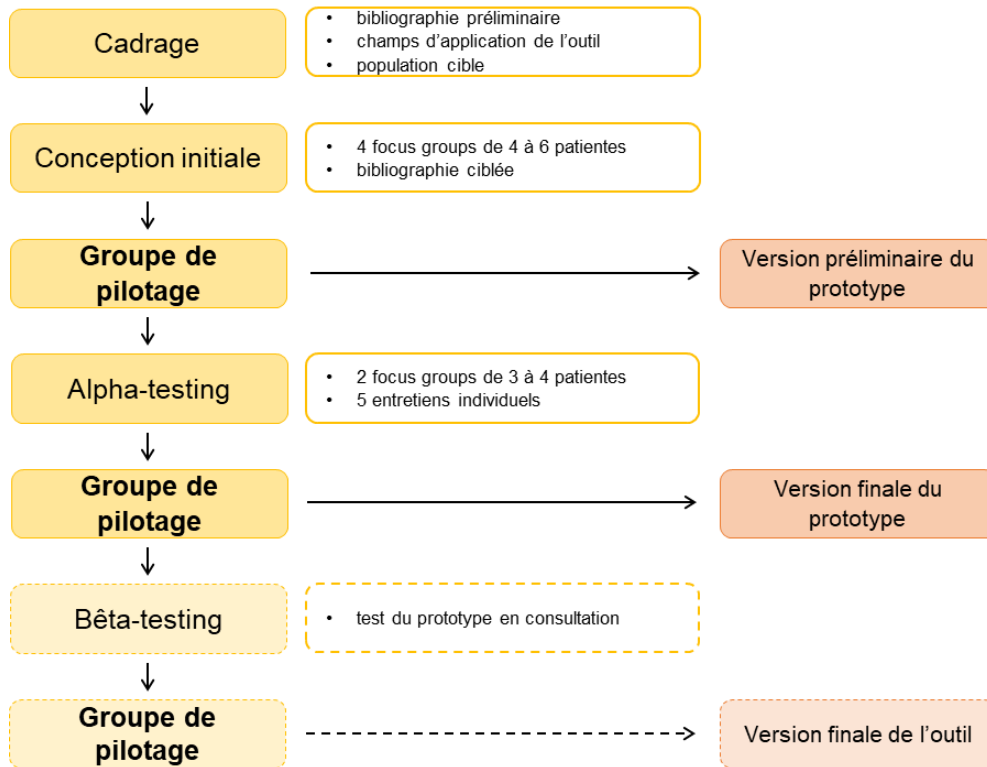 Cadrage
• bibliographie préliminaire
• champs d’application de l’outil
• population cible
Conception initiale
• 4 focus groups de 4 à 6 patientes
• bibliographie ciblée
Groupe de
pilotage
Version préliminaire du
prototype
Alpha-testing
• 2 focus groups de 3 à 4 patientes
• 5 entretiens individuels
Groupe de
pilotage
Version finale du
prototype
Bêta-testing
• test du prototype en consultation
Groupe de
pilotage
Version finale de l’outil